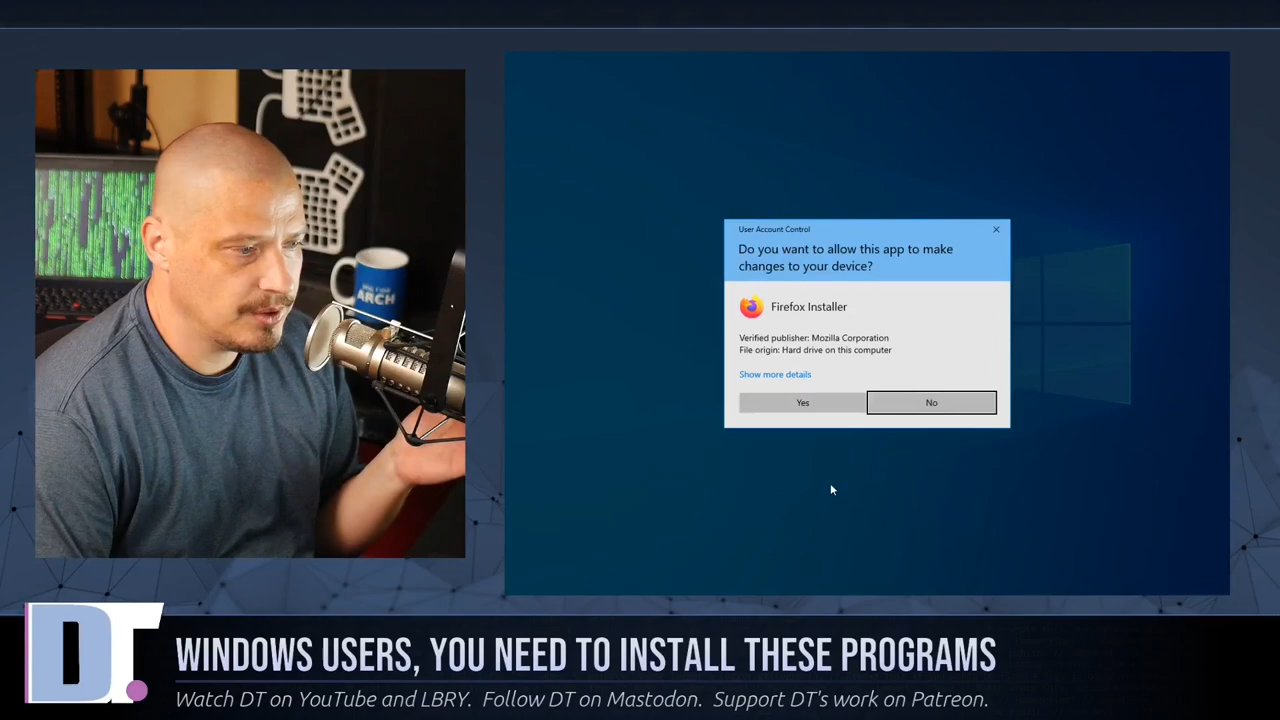 ARCH
User Account Control
Do you want to allow this app to make
changes to your device?
Firefox Installer
Verified publisher: Mozilla Corporation
File origin: Hard drive on this computer
Show more details
Yes
No
DT.
WINDOWS USERS, YOU NEED TO INSTALL THESE PROGRAMS
Watch DT on YouTube and LBRY. Follow DT on Mastodon. Support DT's work on Patreon.